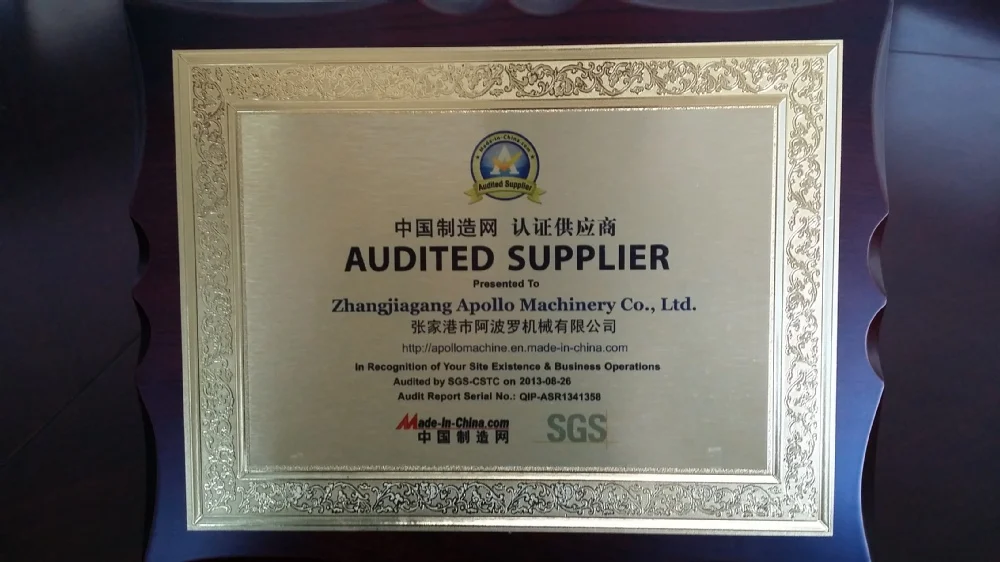 Made-in-China.com
Audited Supplier
中国制造网 认证供应商
AUDITED SUPPLIER
Presented To
Zhangjiagang Apollo Machinery Co., Ltd.
张家港市阿波罗机械有限公司
http://apollomachine.en.made-in-china.com
In Recognition of Your Site Existence & Business Operations
Audited by SGS-CSTC on 2013-08-26
Audit Report Serial No.: QIP-ASR1341358
Made-in-China.com
中国制造网
SGS